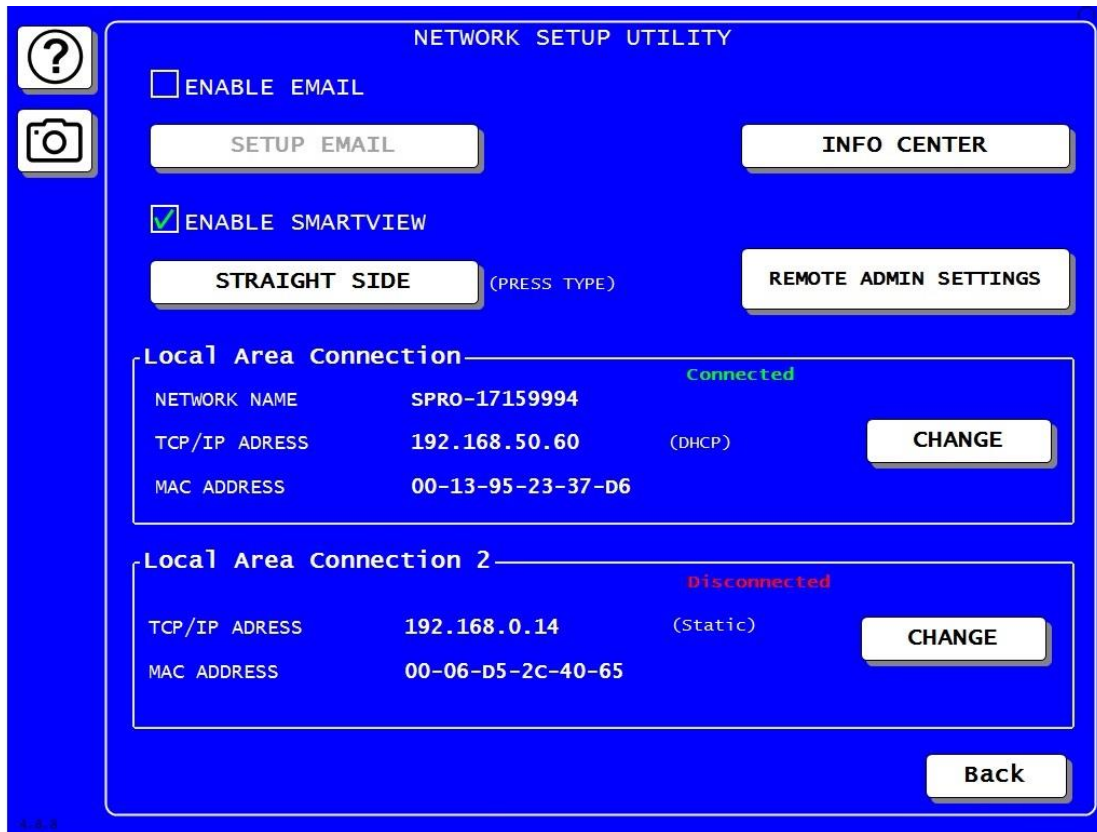 NETWORK SETUP UTILITY
ENABLE EMAIL
SETUP EMAIL
INFO CENTER
ENABLE SMARTVIEW
STRAIGHT SIDE (PRESS TYPE)
REMOTE ADMIN SETTINGS
Local Area Connection
Connected
NETWORK NAME SPRO-17159994
TCP/IP ADRESS 192.168.50.60 (DHCP)
CHANGE
MAC ADDRESS 00-13-95-23-37-D6
Local Area Connection 2
Disconnected
TCP/IP ADRESS 192.168.0.14 (Static)
CHANGE
MAC ADDRESS 00-06-D5-2C-40-65
Back